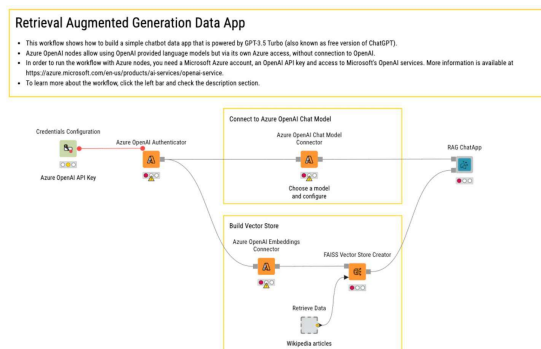 Retrieval Augmented Generation Data App
• This workflow shows how to build a simple chatbot data app that is powered by GPT-3.5 Turbo (also known as free version of ChatGPT).
• Azure OpenAI nodes allow using OpenAI provided language models but via its own Azure access, without connection to OpenAI.
• In order to run the workflow with Azure nodes, you need a Microsoft Azure account, an OpenAI API key and access to Microsoft's OpenAI services. More information is available at
https://azure.microsoft.com/en-us/products/ai-services/openai-service.
• To learn more about the workflow, click the left bar and check the description section.
Connect to Azure OpenAI Chat Model
Credentials Configuration
Azure OpenAI Authenticator
Azure OpenAI Chat Model
Connector
RAG ChatApp
Azure OpenAI API Key
Choose a model
and configure
Build Vector Store
Azure OpenAI Embeddings
Connector
FAISS Vector Store Creator
Retrieve Data
Wikipedia articles